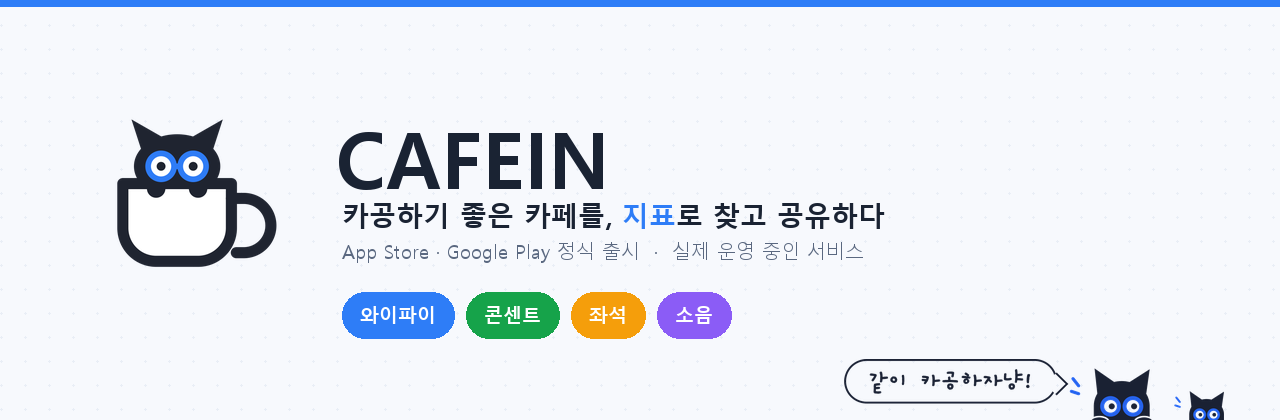 CAFEIN
카공하기 좋은 카페를, 지표로 찾고 공유하다
App Store · Google Play 정식 출시 · 실제 운영 중인 서비스
와이파이 콘센트 좌석 소음
같이 카공하자냥!